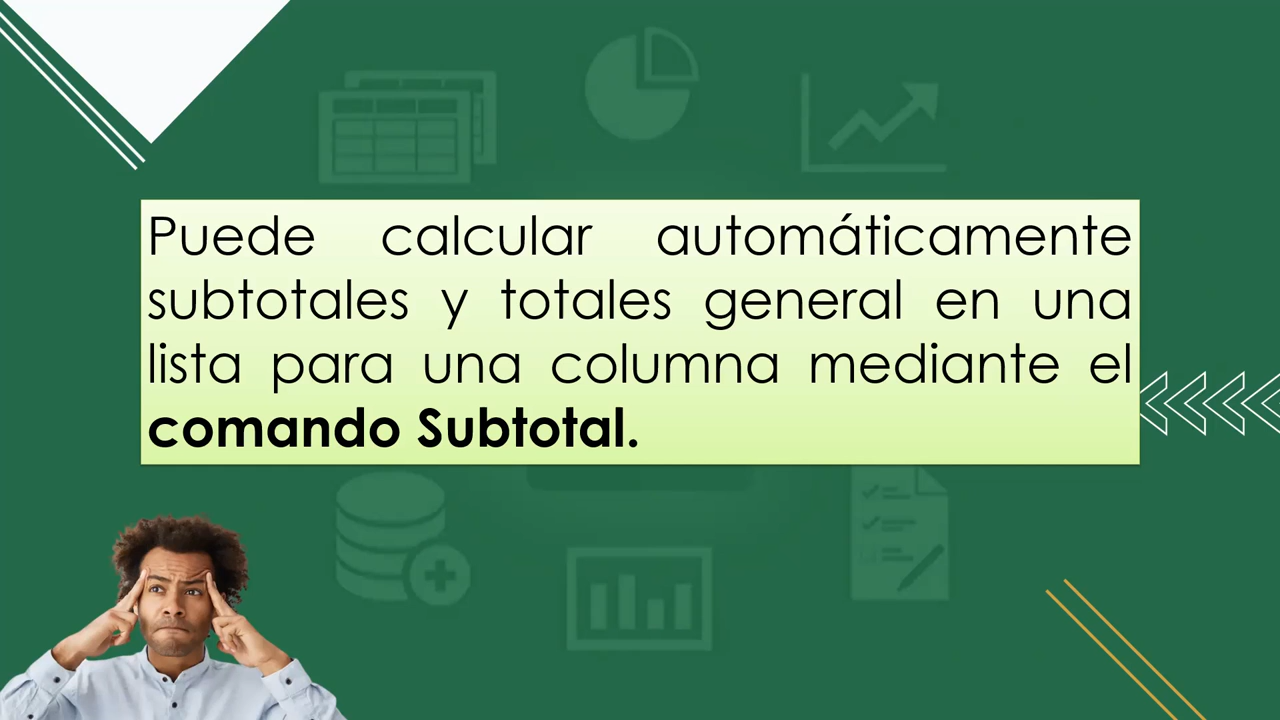 Puede calcular automáticamente
subtotales y totales general en una
lista para una columna mediante el
comando Subtotal.